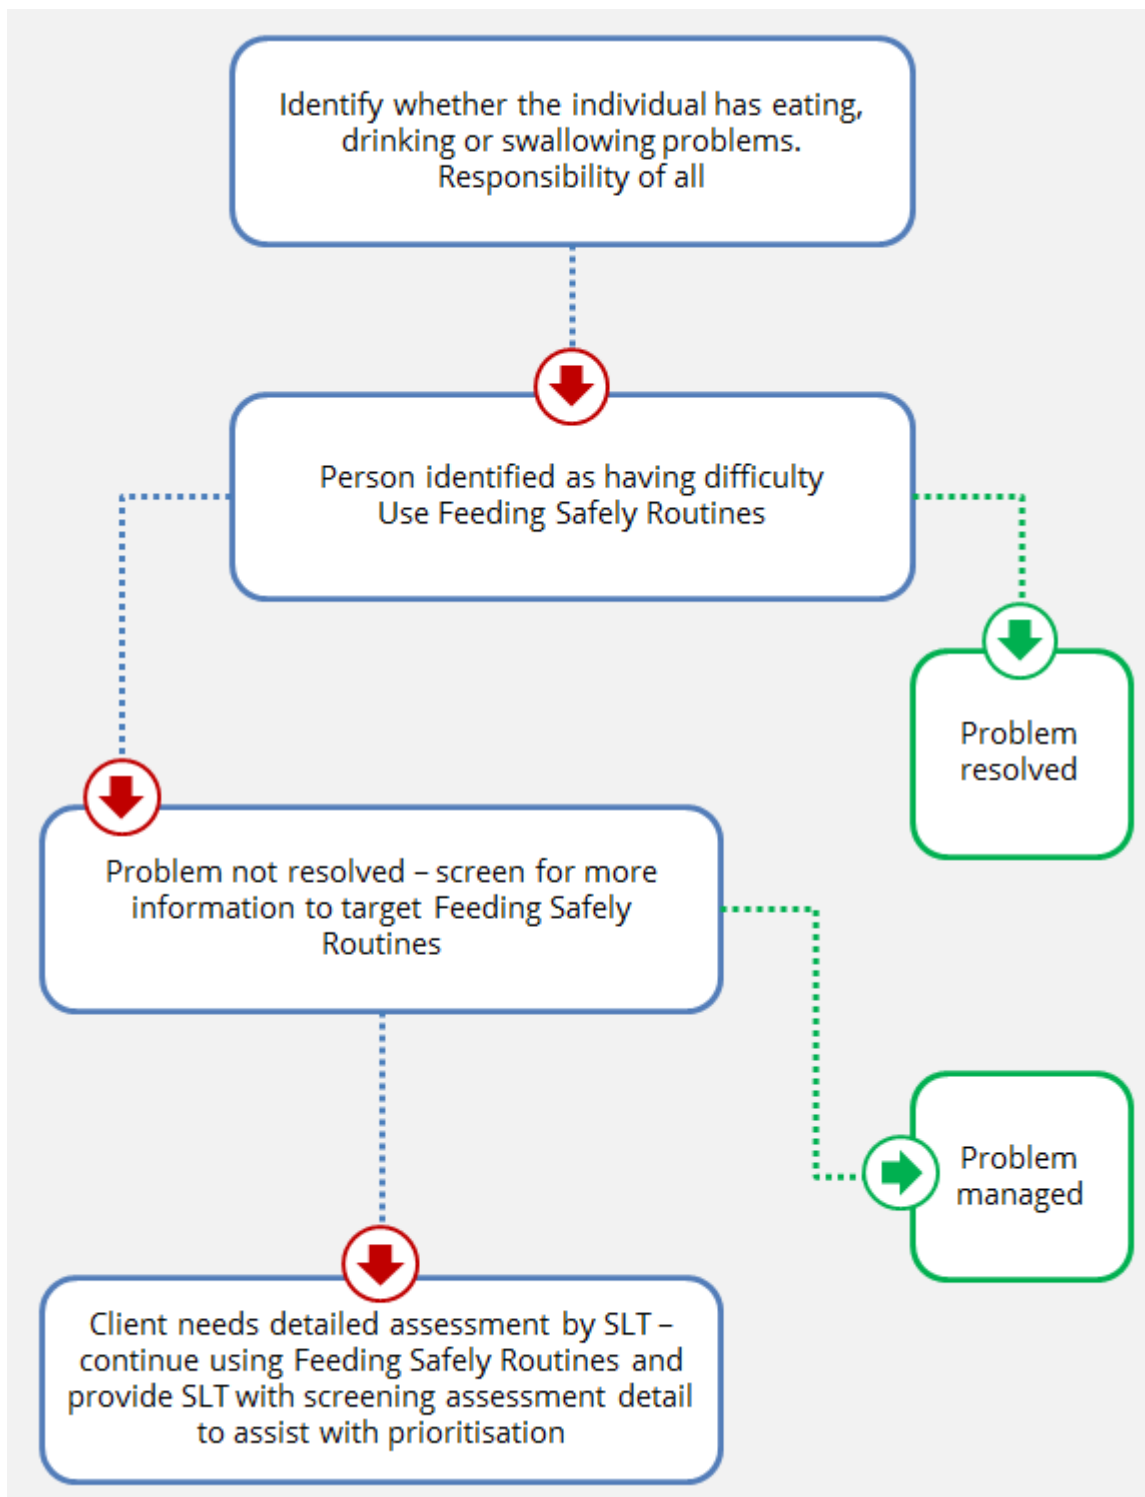 Identify whether the individual has eating,
drinking or swallowing problems.
Responsibility of all
Person identified as having difficulty
Use Feeding Safely Routines
Problem
resolved
Problem not resolved – screen for more
information to target Feeding Safely
Routines
Problem
managed
Client needs detailed assessment by SLT –
continue using Feeding Safely Routines and
provide SLT with screening assessment detail
to assist with prioritisation